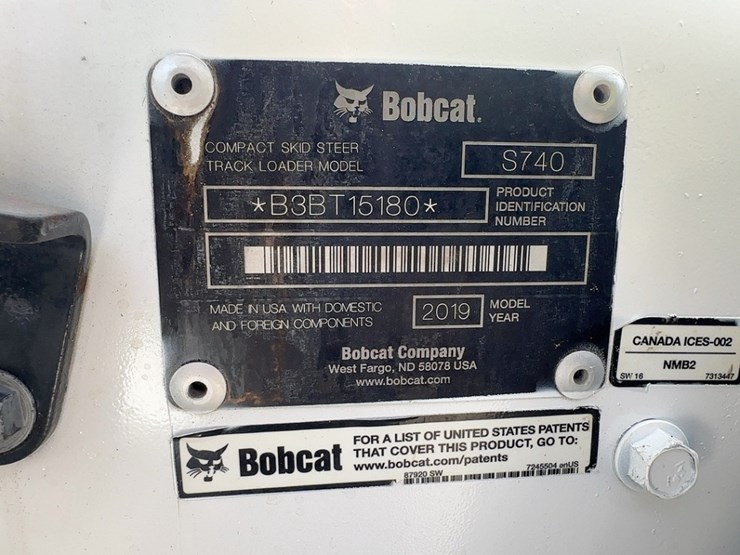 Bobcat.
COMPACT SKID STEER
TRACK LOADER MODEL
S740
*B3BT15180*
PRODUCT
IDENTIFICATION
NUMBER
MADE IN USA WITH DOMESTIC
AND FOREIGN COMPONENTS
2019
MODEL
YEAR
Bobcat Company
West Fargo, ND 58078 USA
www.bobcat.com
CANADA ICES-002
NMB2
SW 16
7313447
Bobcat
FOR A LIST OF UNITED STATES PATENTS
THAT COVER THIS PRODUCT, GO TO:
www.bobcat.com/patents
87920 SW
7245504 enUS